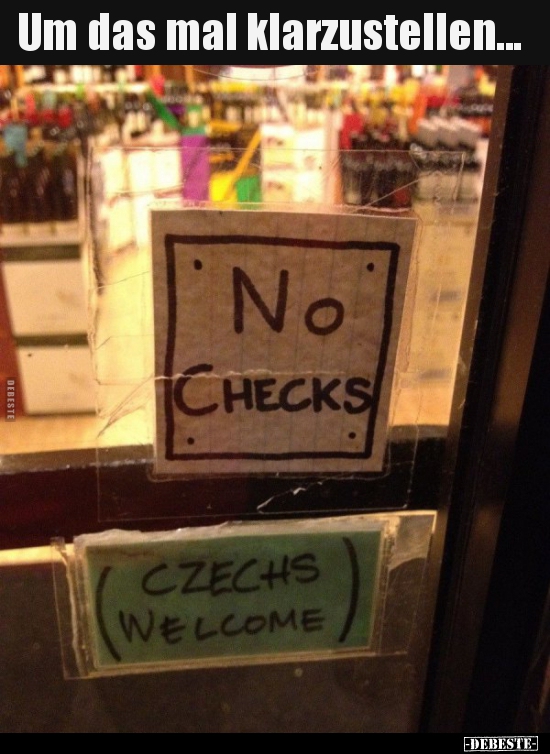 Um das mal klarzustellen...
No
CHECKS
(CZECHS
WELCOME)
DEBESTE
-DEBESTE-